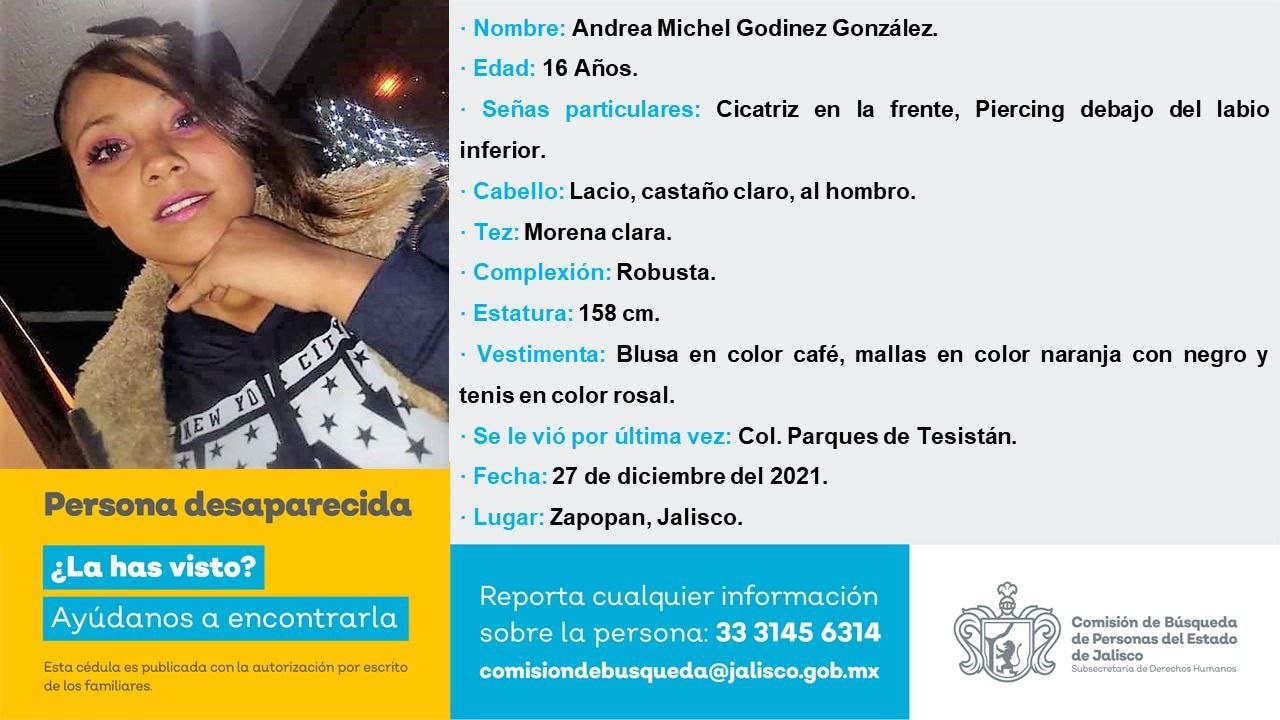 · Nombre: Andrea Michel Godinez González.
· Edad: 16 Años.
· Señas particulares: Cicatriz en la frente, Piercing debajo del labio
inferior.
· Cabello: Lacio, castaño claro, al hombro.
· Tez: Morena clara.
· Complexión: Robusta.
· Estatura: 158 cm.
· Vestimenta: Blusa en color café, mallas en color naranja con negro y
tenis en color rosal.
· Se le vió por última vez: Col. Parques de Tesistán.
· Fecha: 27 de diciembre del 2021.
· Lugar: Zapopan, Jalisco.
NEW YO CITY
Persona desaparecida
¿La has visto?
Ayúdanos a encontrarla
Esta cédula es publicada con la autorización por escrito
de los familiares.
Reporta cualquier información
sobre la persona: 33 3145 6314
comisiondebusqueda@jalisco.gob.mx
Comisión de Búsqueda
de Personas del Estado
de Jalisco
Subsecretaría de Derechos Humanos